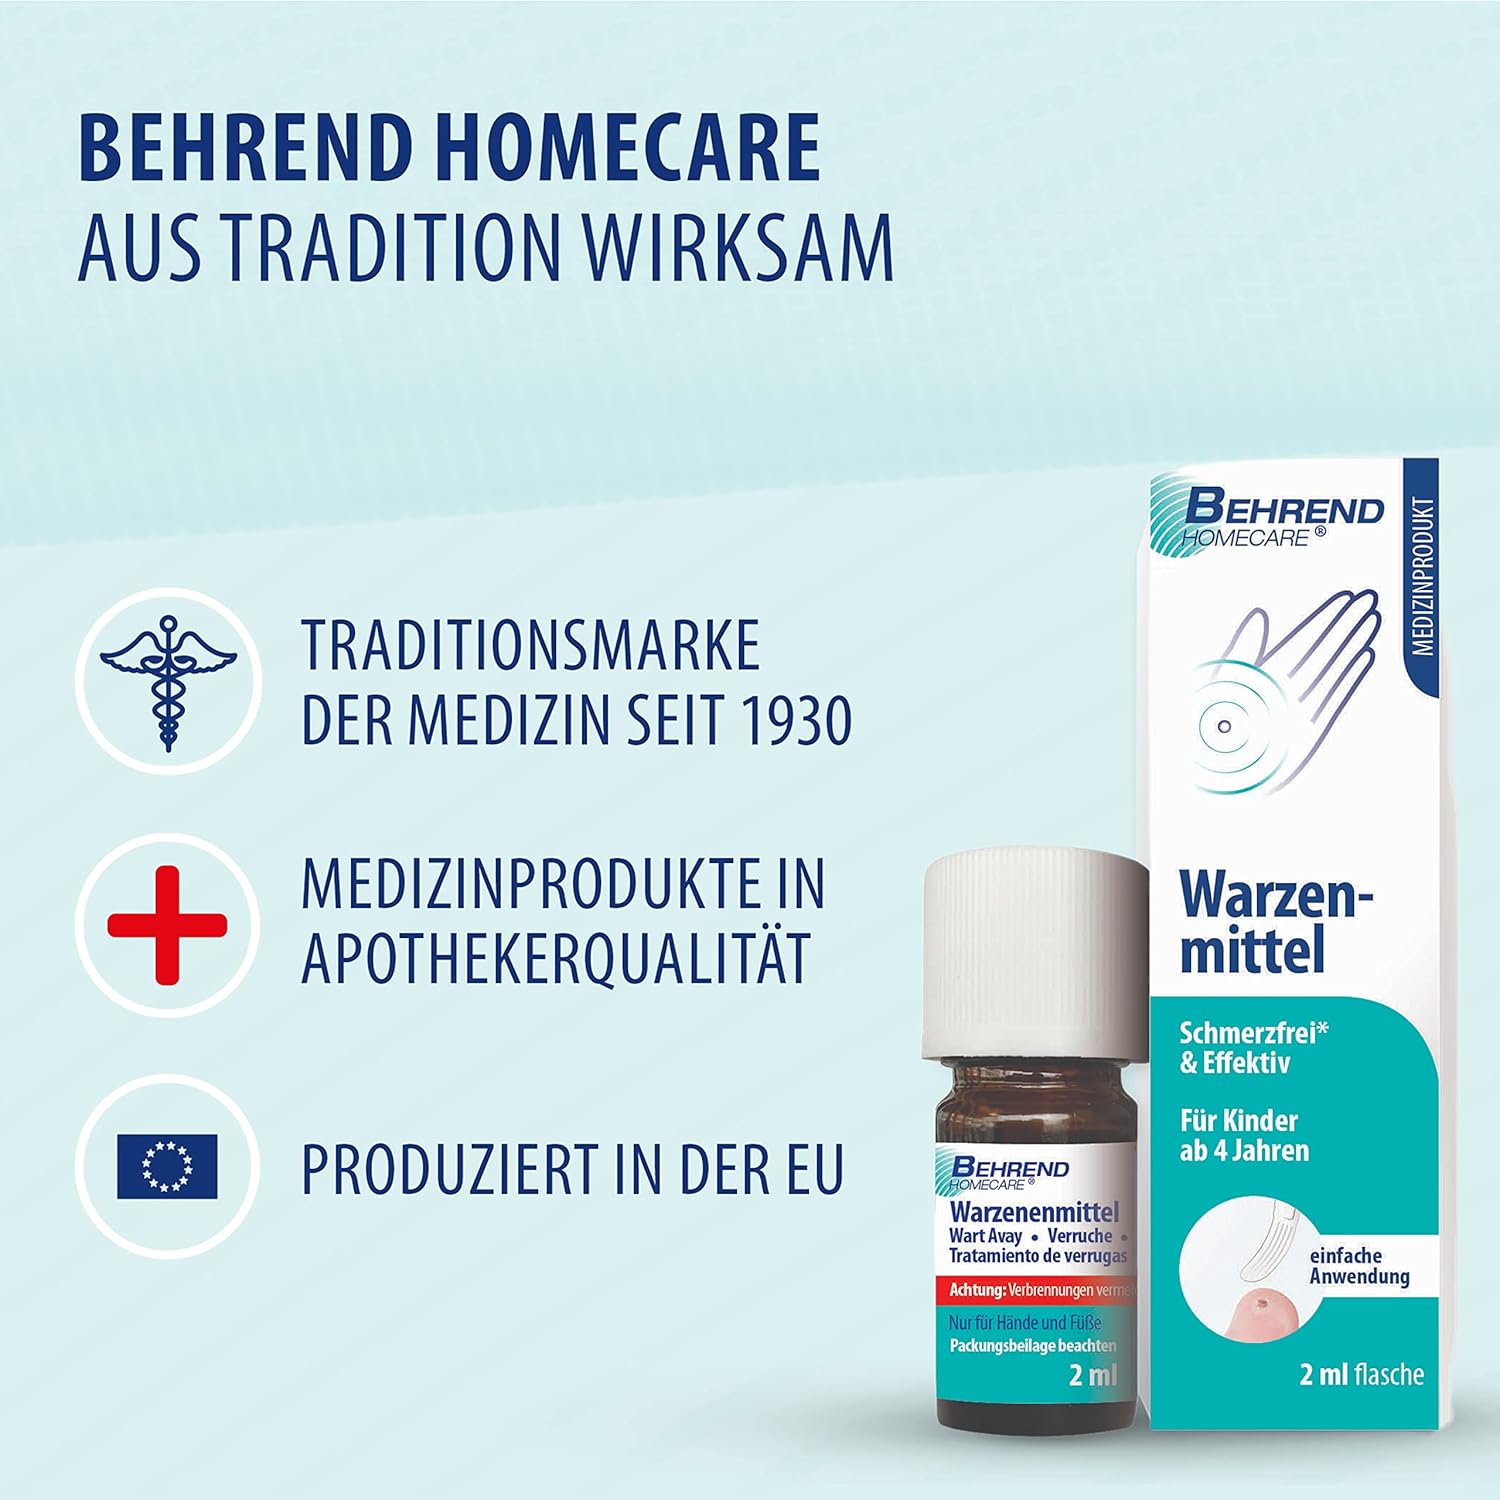 BEHREND HOMECARE
AUS TRADITION WIRKSAM
TRADITIONSMARKE
DER MEDIZIN SEIT 1930
MEDIZINPRODUKTE IN
APOTHEKERQUALITÄT
PRODUZIERT IN DER EU
BEHREND
HOMECARE®
MEDIZINPRODUKT
Warzen-
mittel
Schmerzfrei*
& Effektiv
Für Kinder
ab 4 Jahren
einfache
Anwendung
2 ml flasche
BEHREND
HOMECARE®
Warzenenmittel
Wart Avay • Verruche •
Tratamiento de verrugas
Achtung: Verbrennungen
Nur für Hände und Füße
Packungsbeilage beachten
2 ml